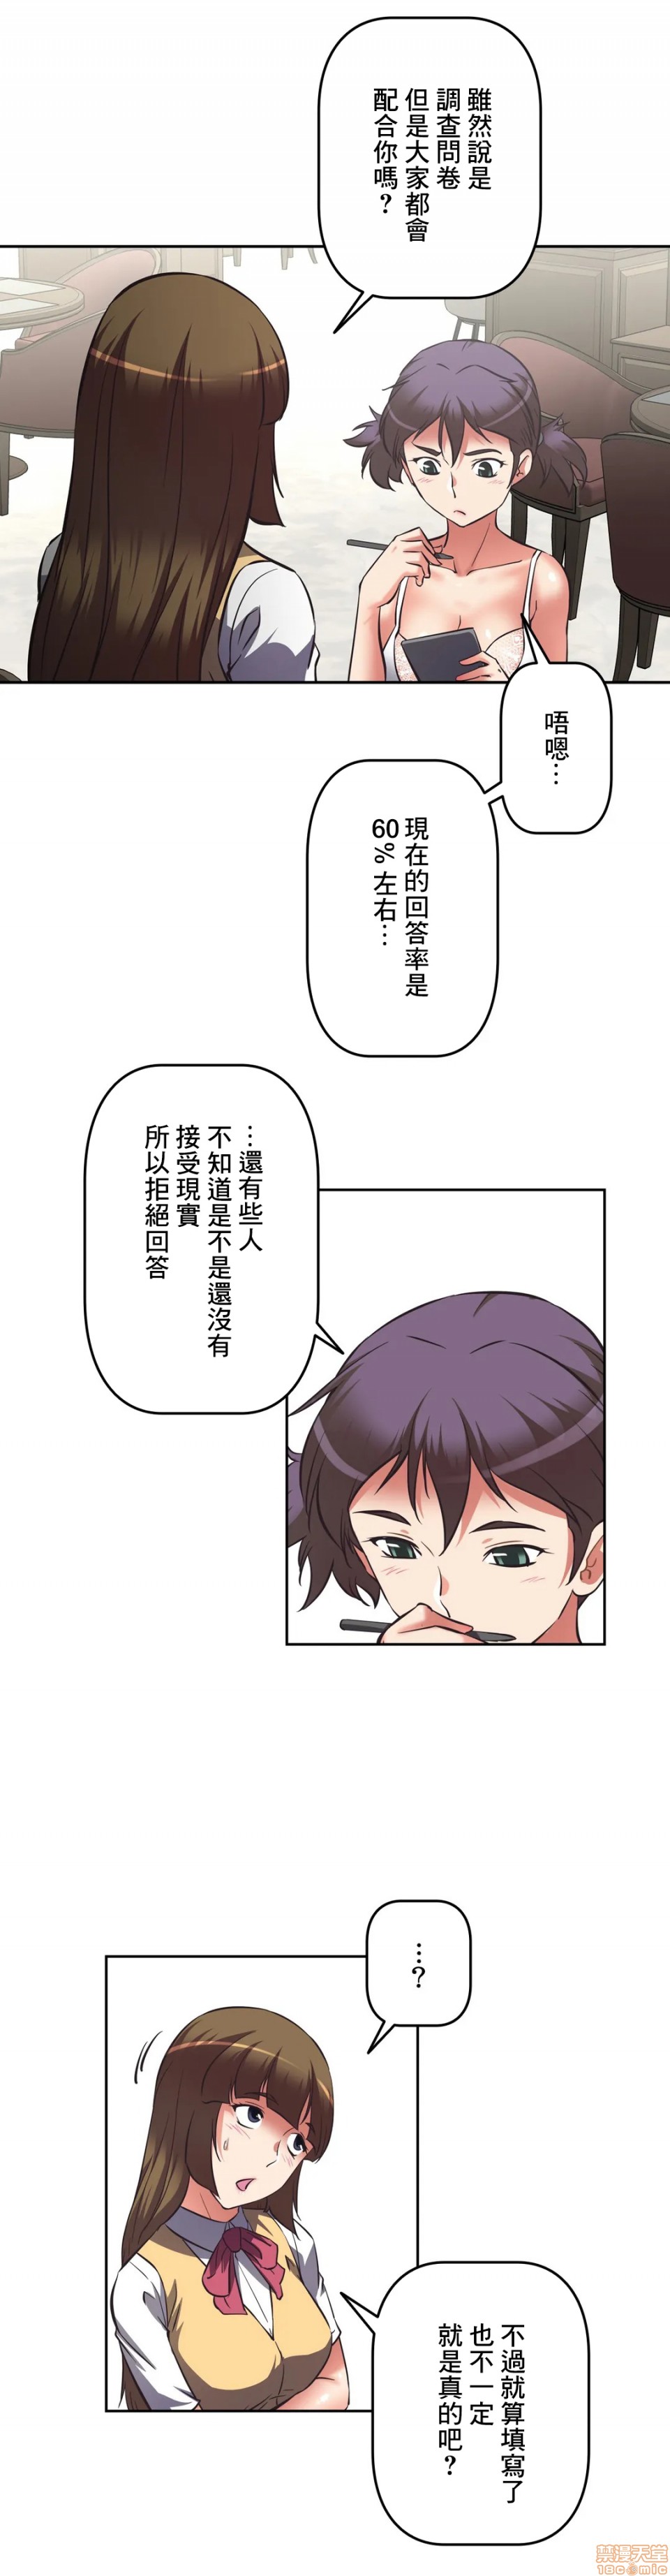 雖然說是
調查問卷
但是大家都會
配合你嗎?
唔嗯…
現在的回答率是
60%左右…
…還有些人
不知道是不是還沒有
接受現實
所以拒絕回答
…?
不過就算填寫了
也不一定
就是真的吧?
禁漫天堂
18comic